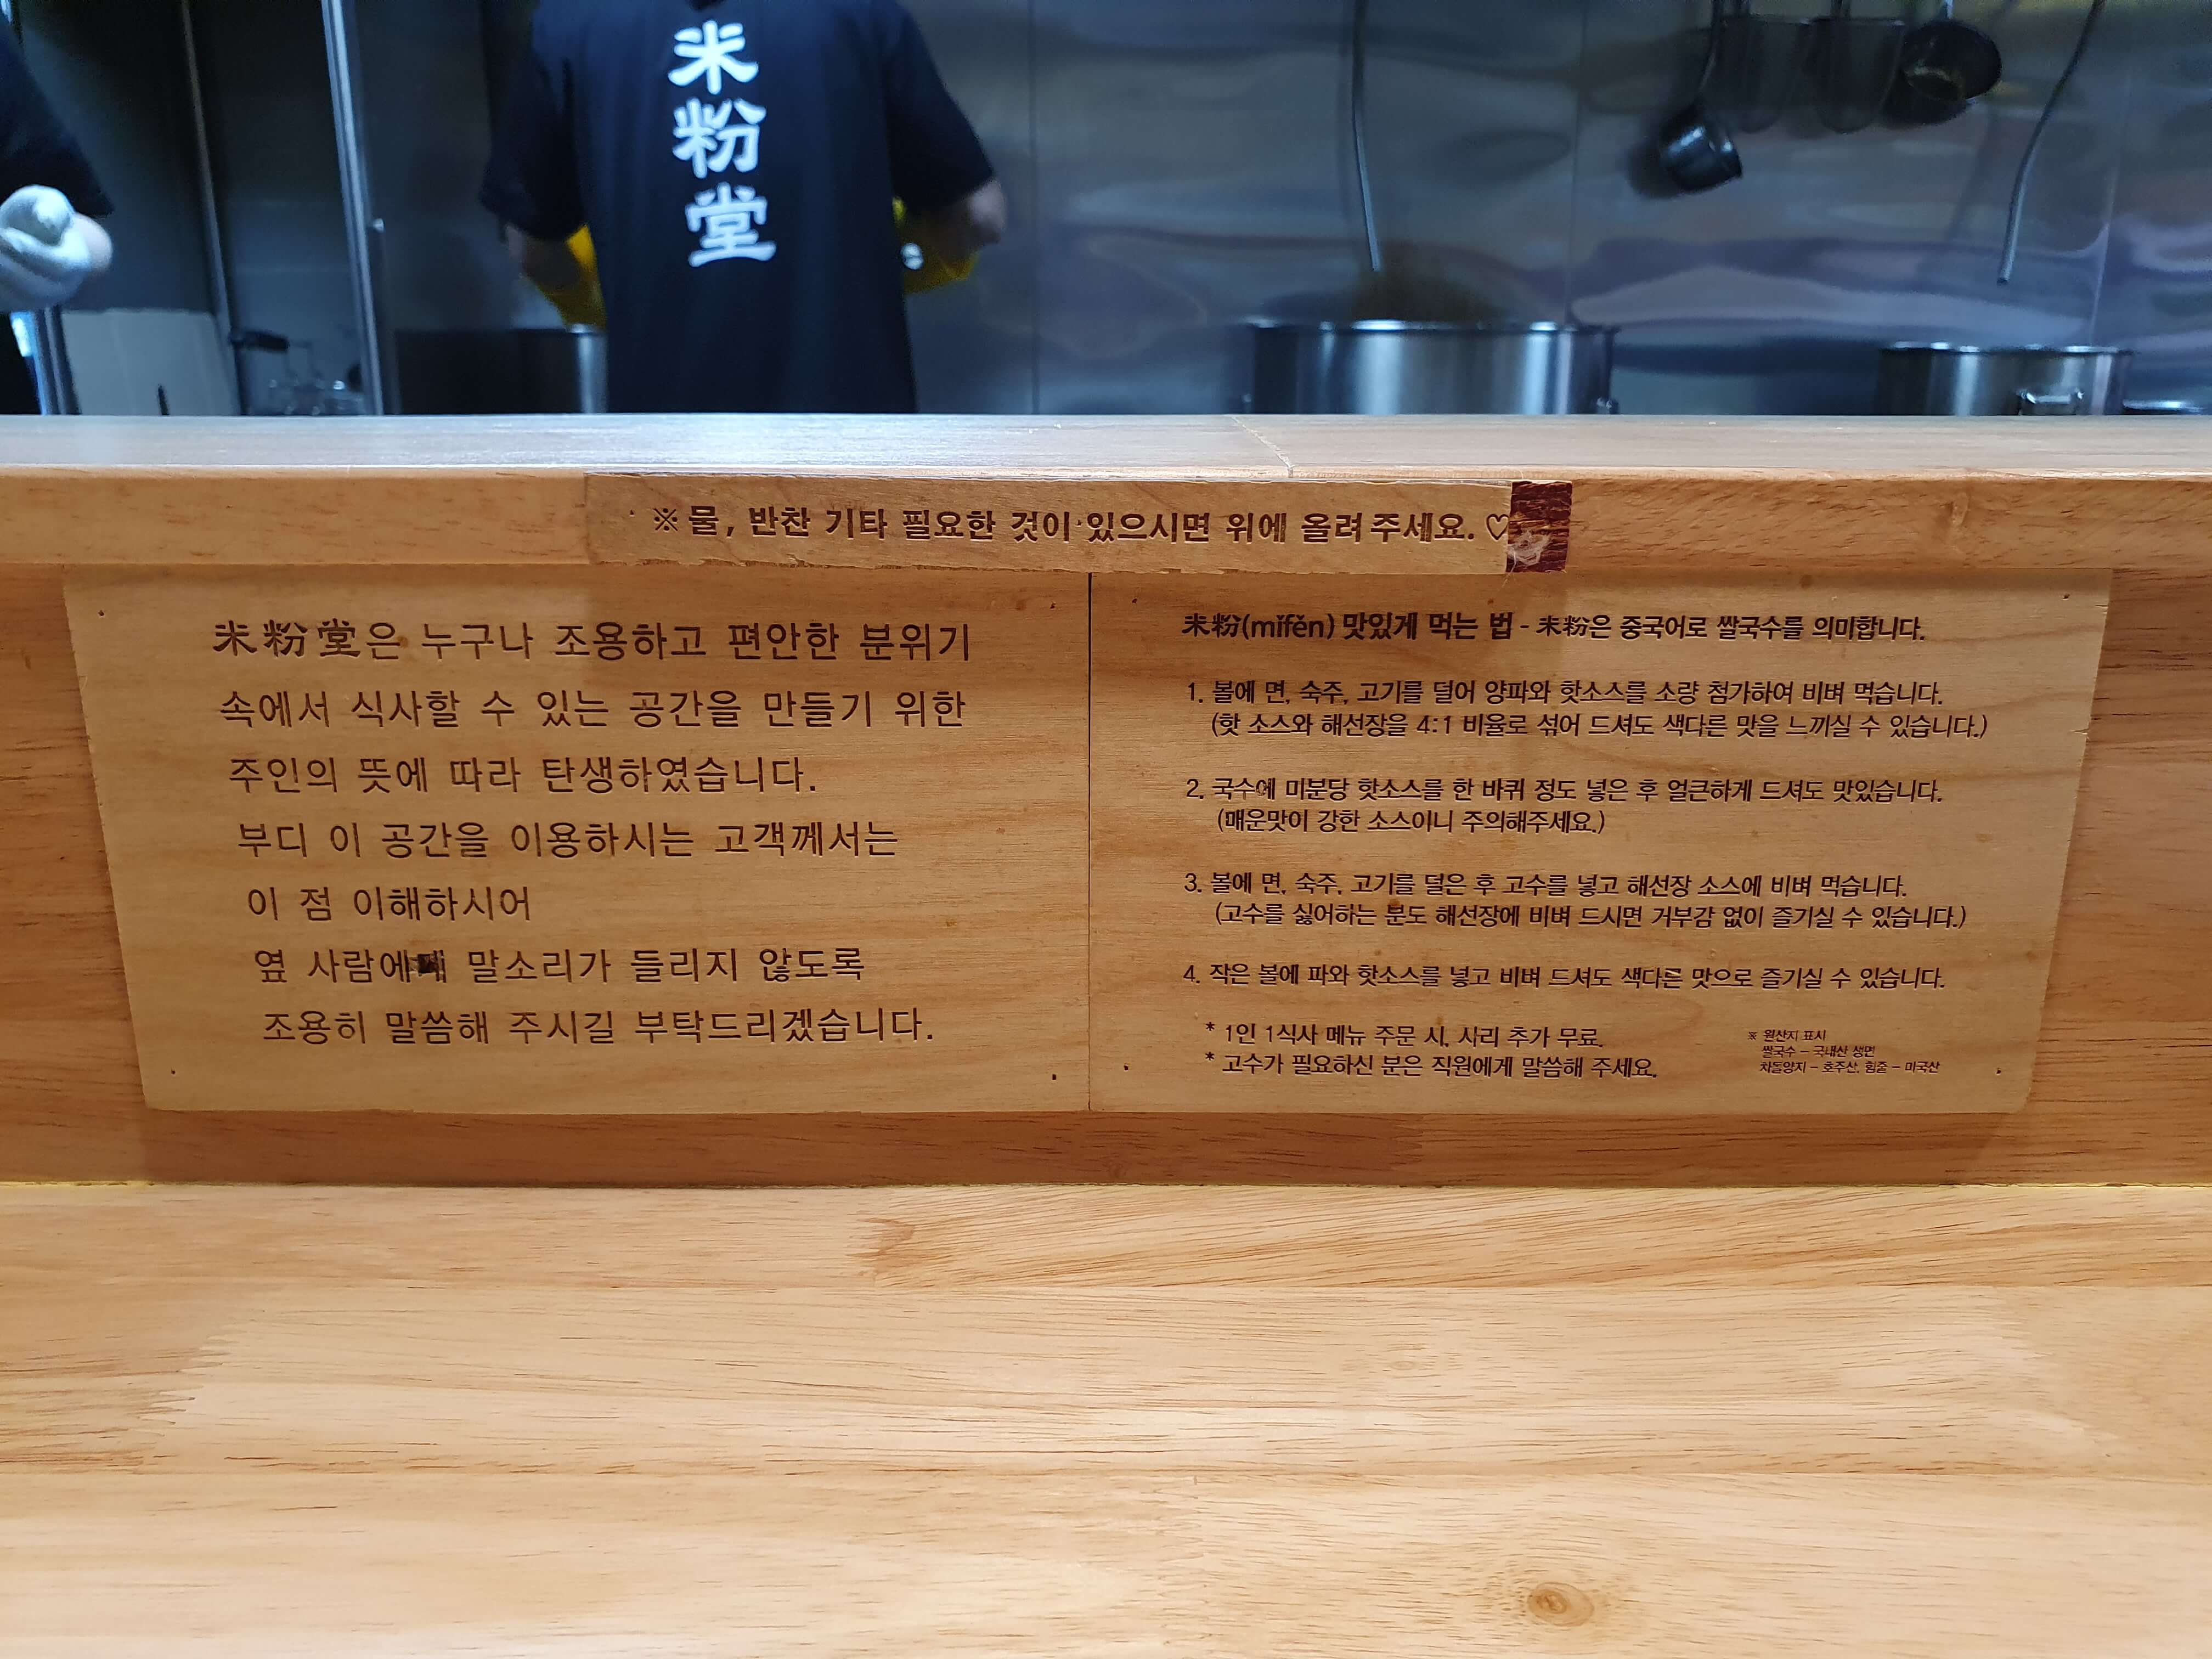 米粉堂
※ 물, 반찬 기타 필요한 것이 있으시면 위에 올려 주세요. ♡
米粉堂은 누구나 조용하고 편안한 분위기
속에서 식사할 수 있는 공간을 만들기 위한
주인의 뜻에 따라 탄생하였습니다.
부디 이 공간을 이용하시는 고객께서는
이 점 이해하시어
옆 사람에게 말소리가 들리지 않도록
조용히 말씀해 주시길 부탁드리겠습니다.
米粉(mǐfěn) 맛있게 먹는 법 - 米粉은 중국어로 쌀국수를 의미합니다.
1. 볼에 면, 숙주, 고기를 덜어 양파와 핫소스를 소량 첨가하여 비벼 먹습니다.
(핫 소스와 해선장을 4:1 비율로 섞어 드셔도 색다른 맛을 느끼실 수 있습니다.)
2. 국수에 미분당 핫소스를 한 바퀴 정도 넣은 후 얼큰하게 드셔도 맛있습니다.
(매운맛이 강한 소스이니 주의해주세요.)
3. 볼에 면, 숙주, 고기를 덜은 후 고수를 넣고 해선장 소스에 비벼 먹습니다.
(고수를 싫어하는 분도 해선장에 비벼 드시면 거부감 없이 즐기실 수 있습니다.)
4. 작은 볼에 파와 핫소스를 넣고 비벼 드셔도 색다른 맛으로 즐기실 수 있습니다.
* 1인 1식사 메뉴 주문 시, 사리 추가 무료.
* 고수가 필요하신 분은 직원에게 말씀해 주세요.
※ 원산지 표시
쌀국수 - 국내산 생면
차돌양지 - 호주산, 힘줄 - 미국산